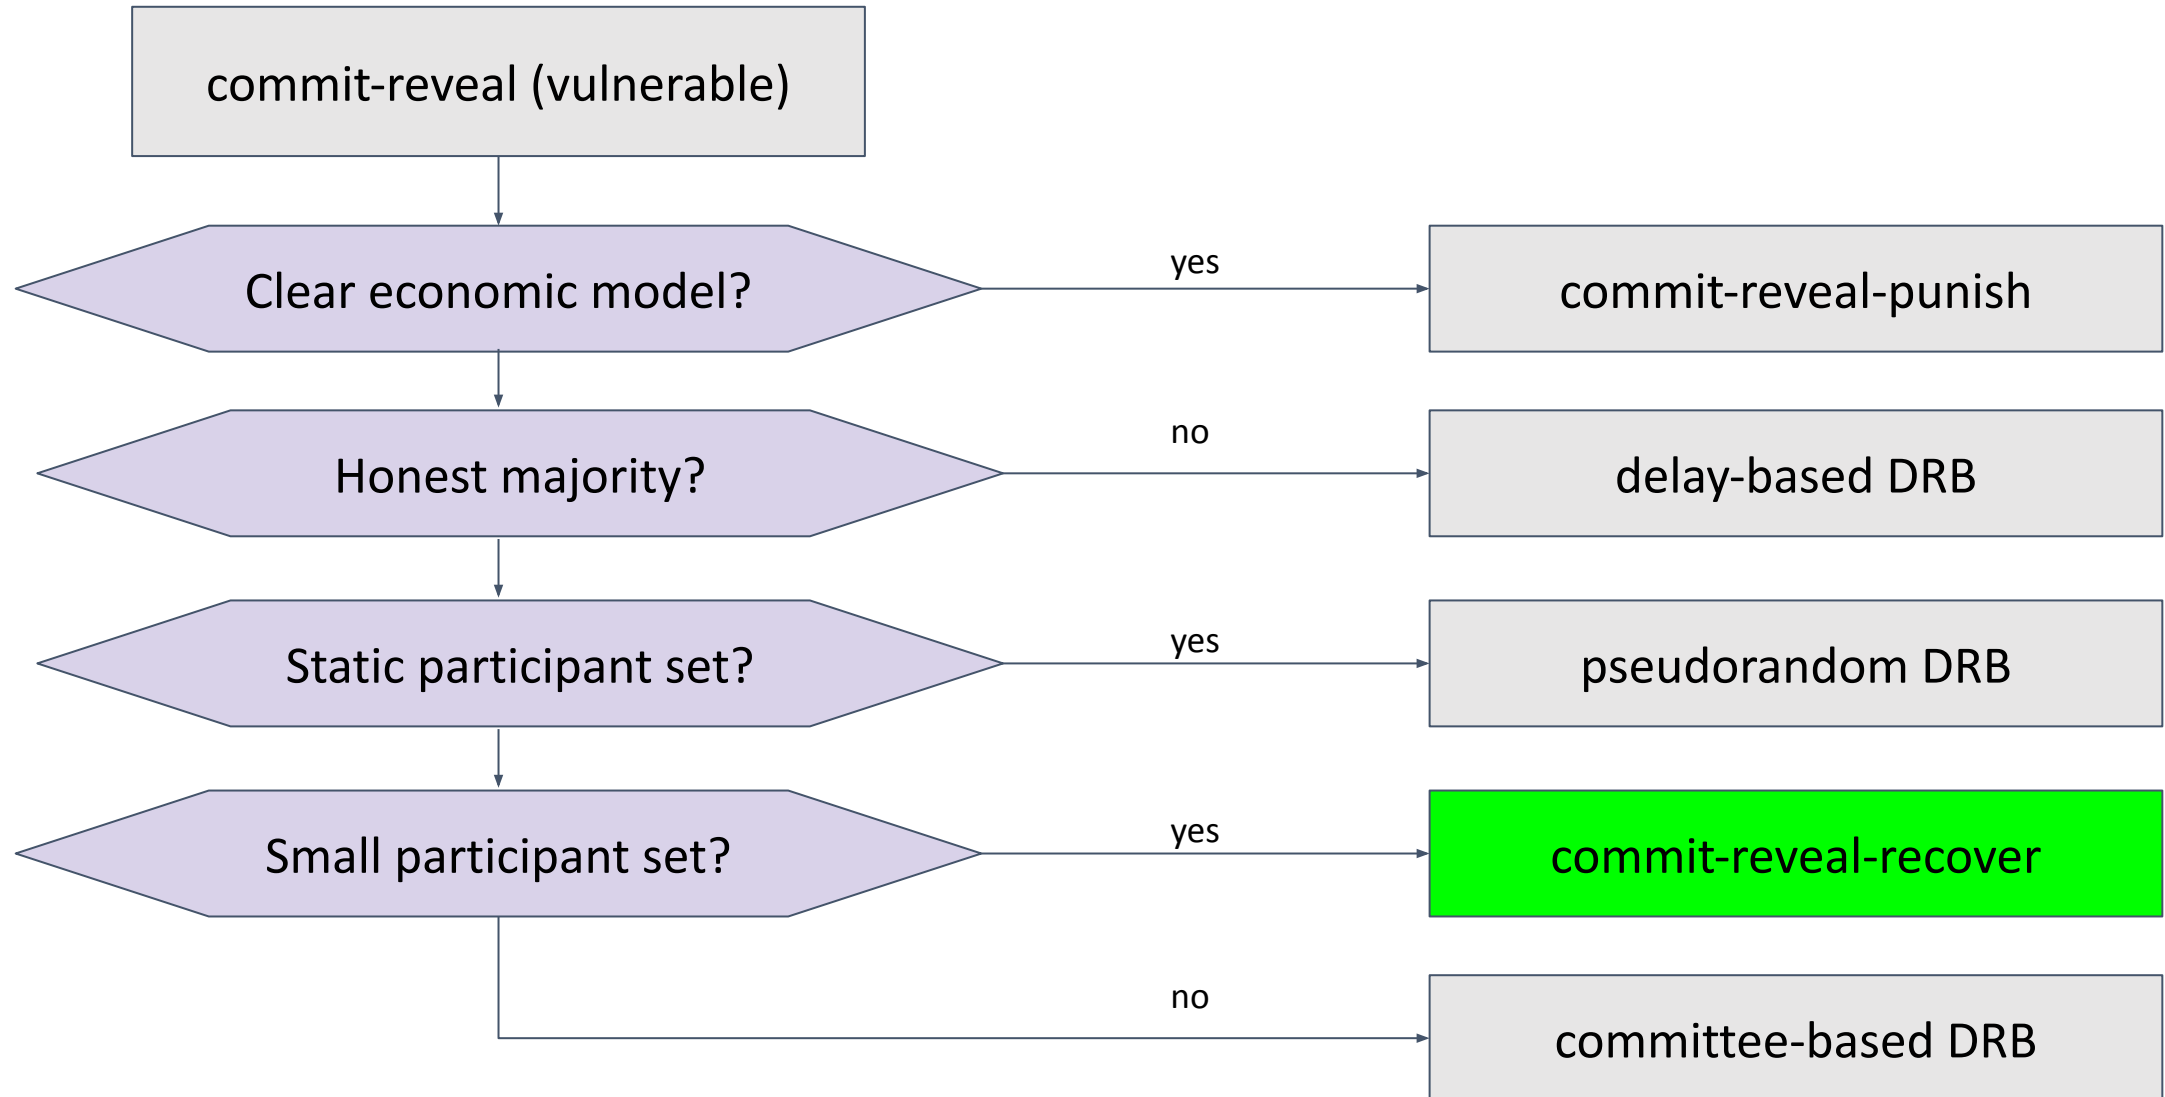 commit-reveal (vulnerable)
Clear economic model?
yes
commit-reveal-punish
Honest majority?
no
delay-based DRB
Static participant set?
yes
pseudorandom DRB
Small participant set?
yes
commit-reveal-recover
no
committee-based DRB